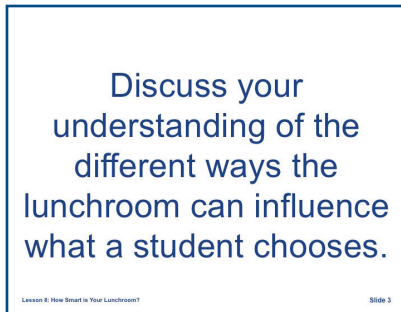 Discuss your
understanding of the
different ways the
lunchroom can influence
what a student chooses.
Lesson 8: How Smart is Your Lunchroom?
Slide 3